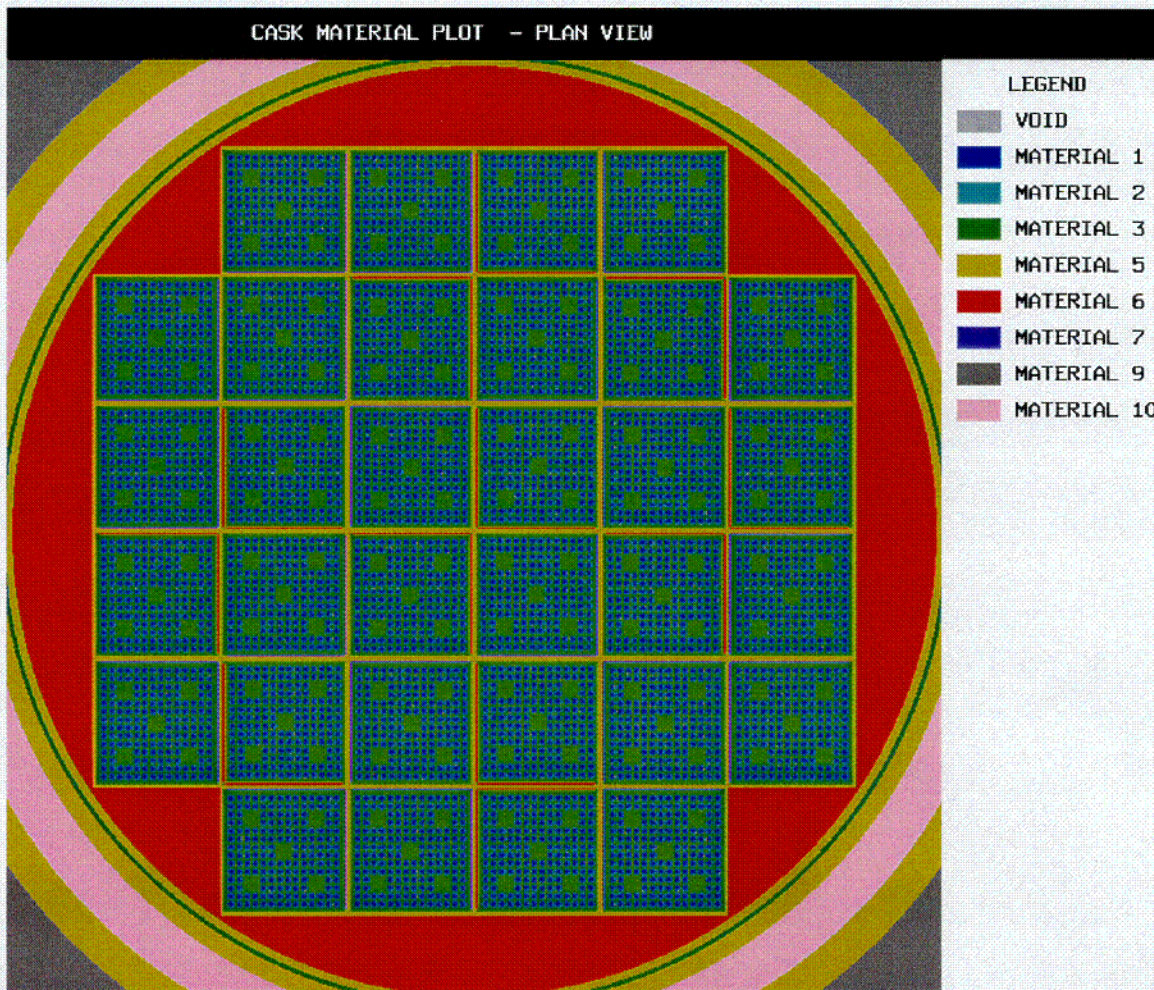 CASK MATERIAL PLOT - PLAN VIEW
LEGEND
VOID
MATERIAL 1
MATERIAL 2
MATERIAL 3
MATERIAL 5
MATERIAL 6
MATERIAL 7
MATERIAL 9
MATERIAL 10